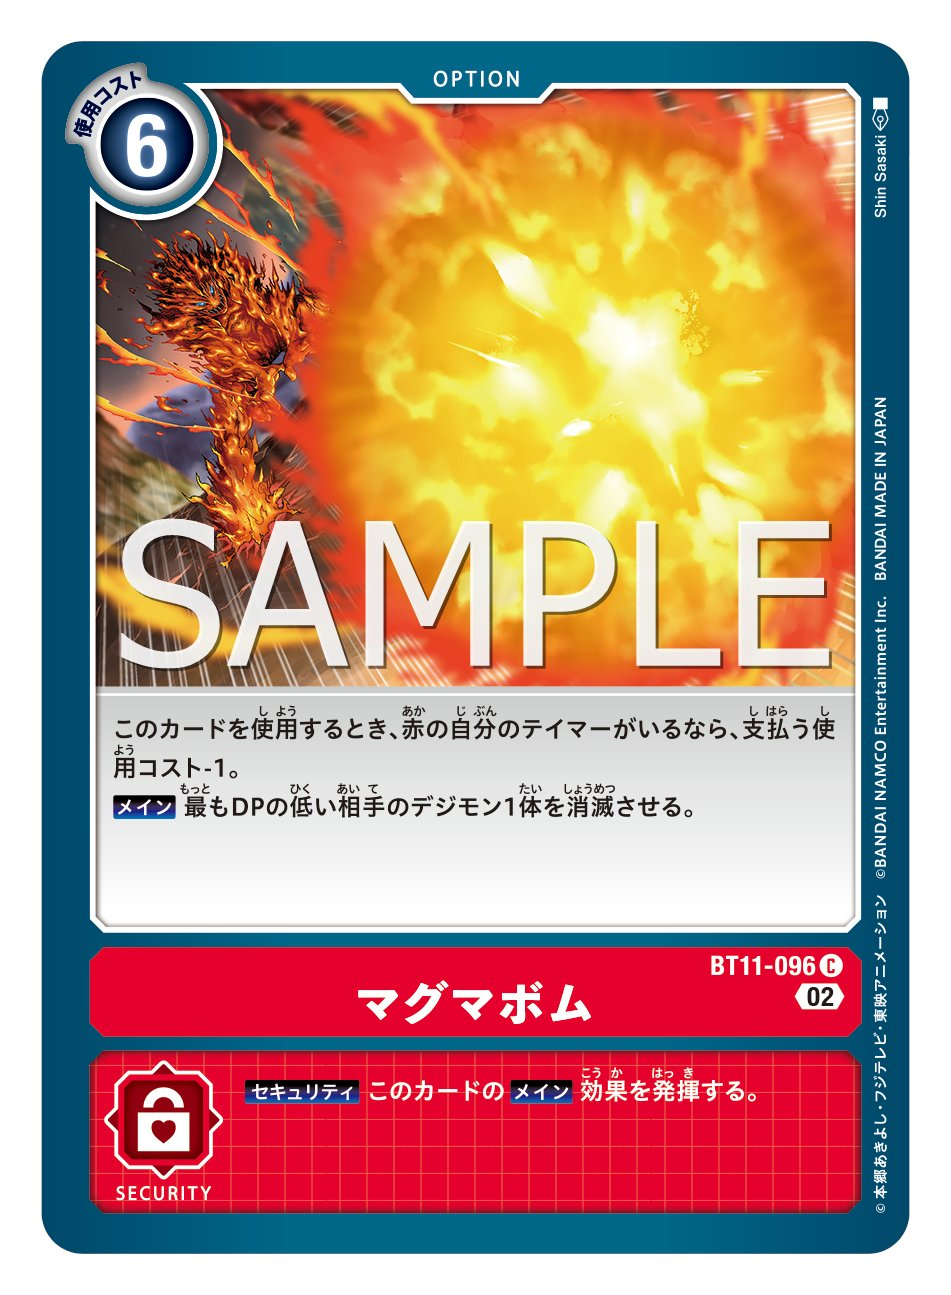 OPTION
使用コスト
6
Shin Sasaki
SAMPLE
このカードを使用するとき、赤の自分のテイマーがいるなら、支払う使
用コスト-1。
メイン 最もDPの低い相手のデジモン1体を消滅させる。
BT11-096 C
02
マグマボム
セキュリティ このカードの メイン 効果を発揮する。
SECURITY
©本郷あきよし・フジテレビ・東映アニメーション ©BANDAI NAMCO Entertainment Inc. BANDAI MADE IN JAPAN